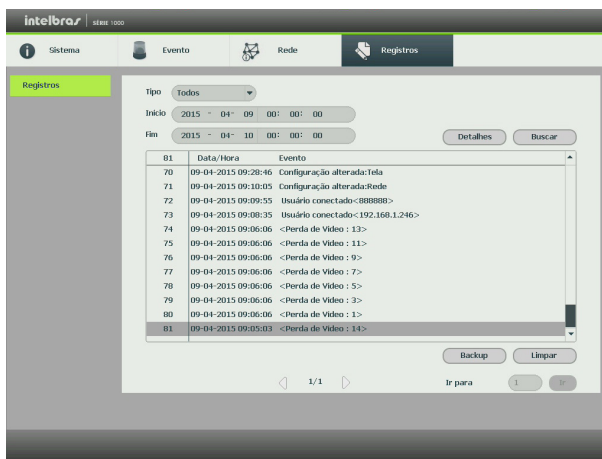 intelbras SÉRIE 1000
Sistema Evento Rede Registros
Registros
Tipo Todos
Início 2015 - 04- 09 00: 00: 00
Fim 2015 - 04- 10 00: 00: 00
Detalhes Buscar
81 Data/Hora Evento
70 09-04-2015 09:28:46 Configuração alterada:Tela
71 09-04-2015 09:10:05 Configuração alterada:Rede
72 09-04-2015 09:09:55 Usuário conectado<888888>
73 09-04-2015 09:08:35 Usuário conectado<192.168.1.246>
74 09-04-2015 09:06:06 <Perda de Vídeo : 13>
75 09-04-2015 09:06:06 <Perda de Vídeo : 11>
76 09-04-2015 09:06:06 <Perda de Vídeo : 9>
77 09-04-2015 09:06:06 <Perda de Vídeo : 7>
78 09-04-2015 09:06:06 <Perda de Vídeo : 5>
79 09-04-2015 09:06:06 <Perda de Vídeo : 3>
80 09-04-2015 09:06:06 <Perda de Vídeo : 1>
81 09-04-2015 09:05:03 <Perda de Vídeo : 14>
Backup Limpar
1/1 Ir para 1 Ir